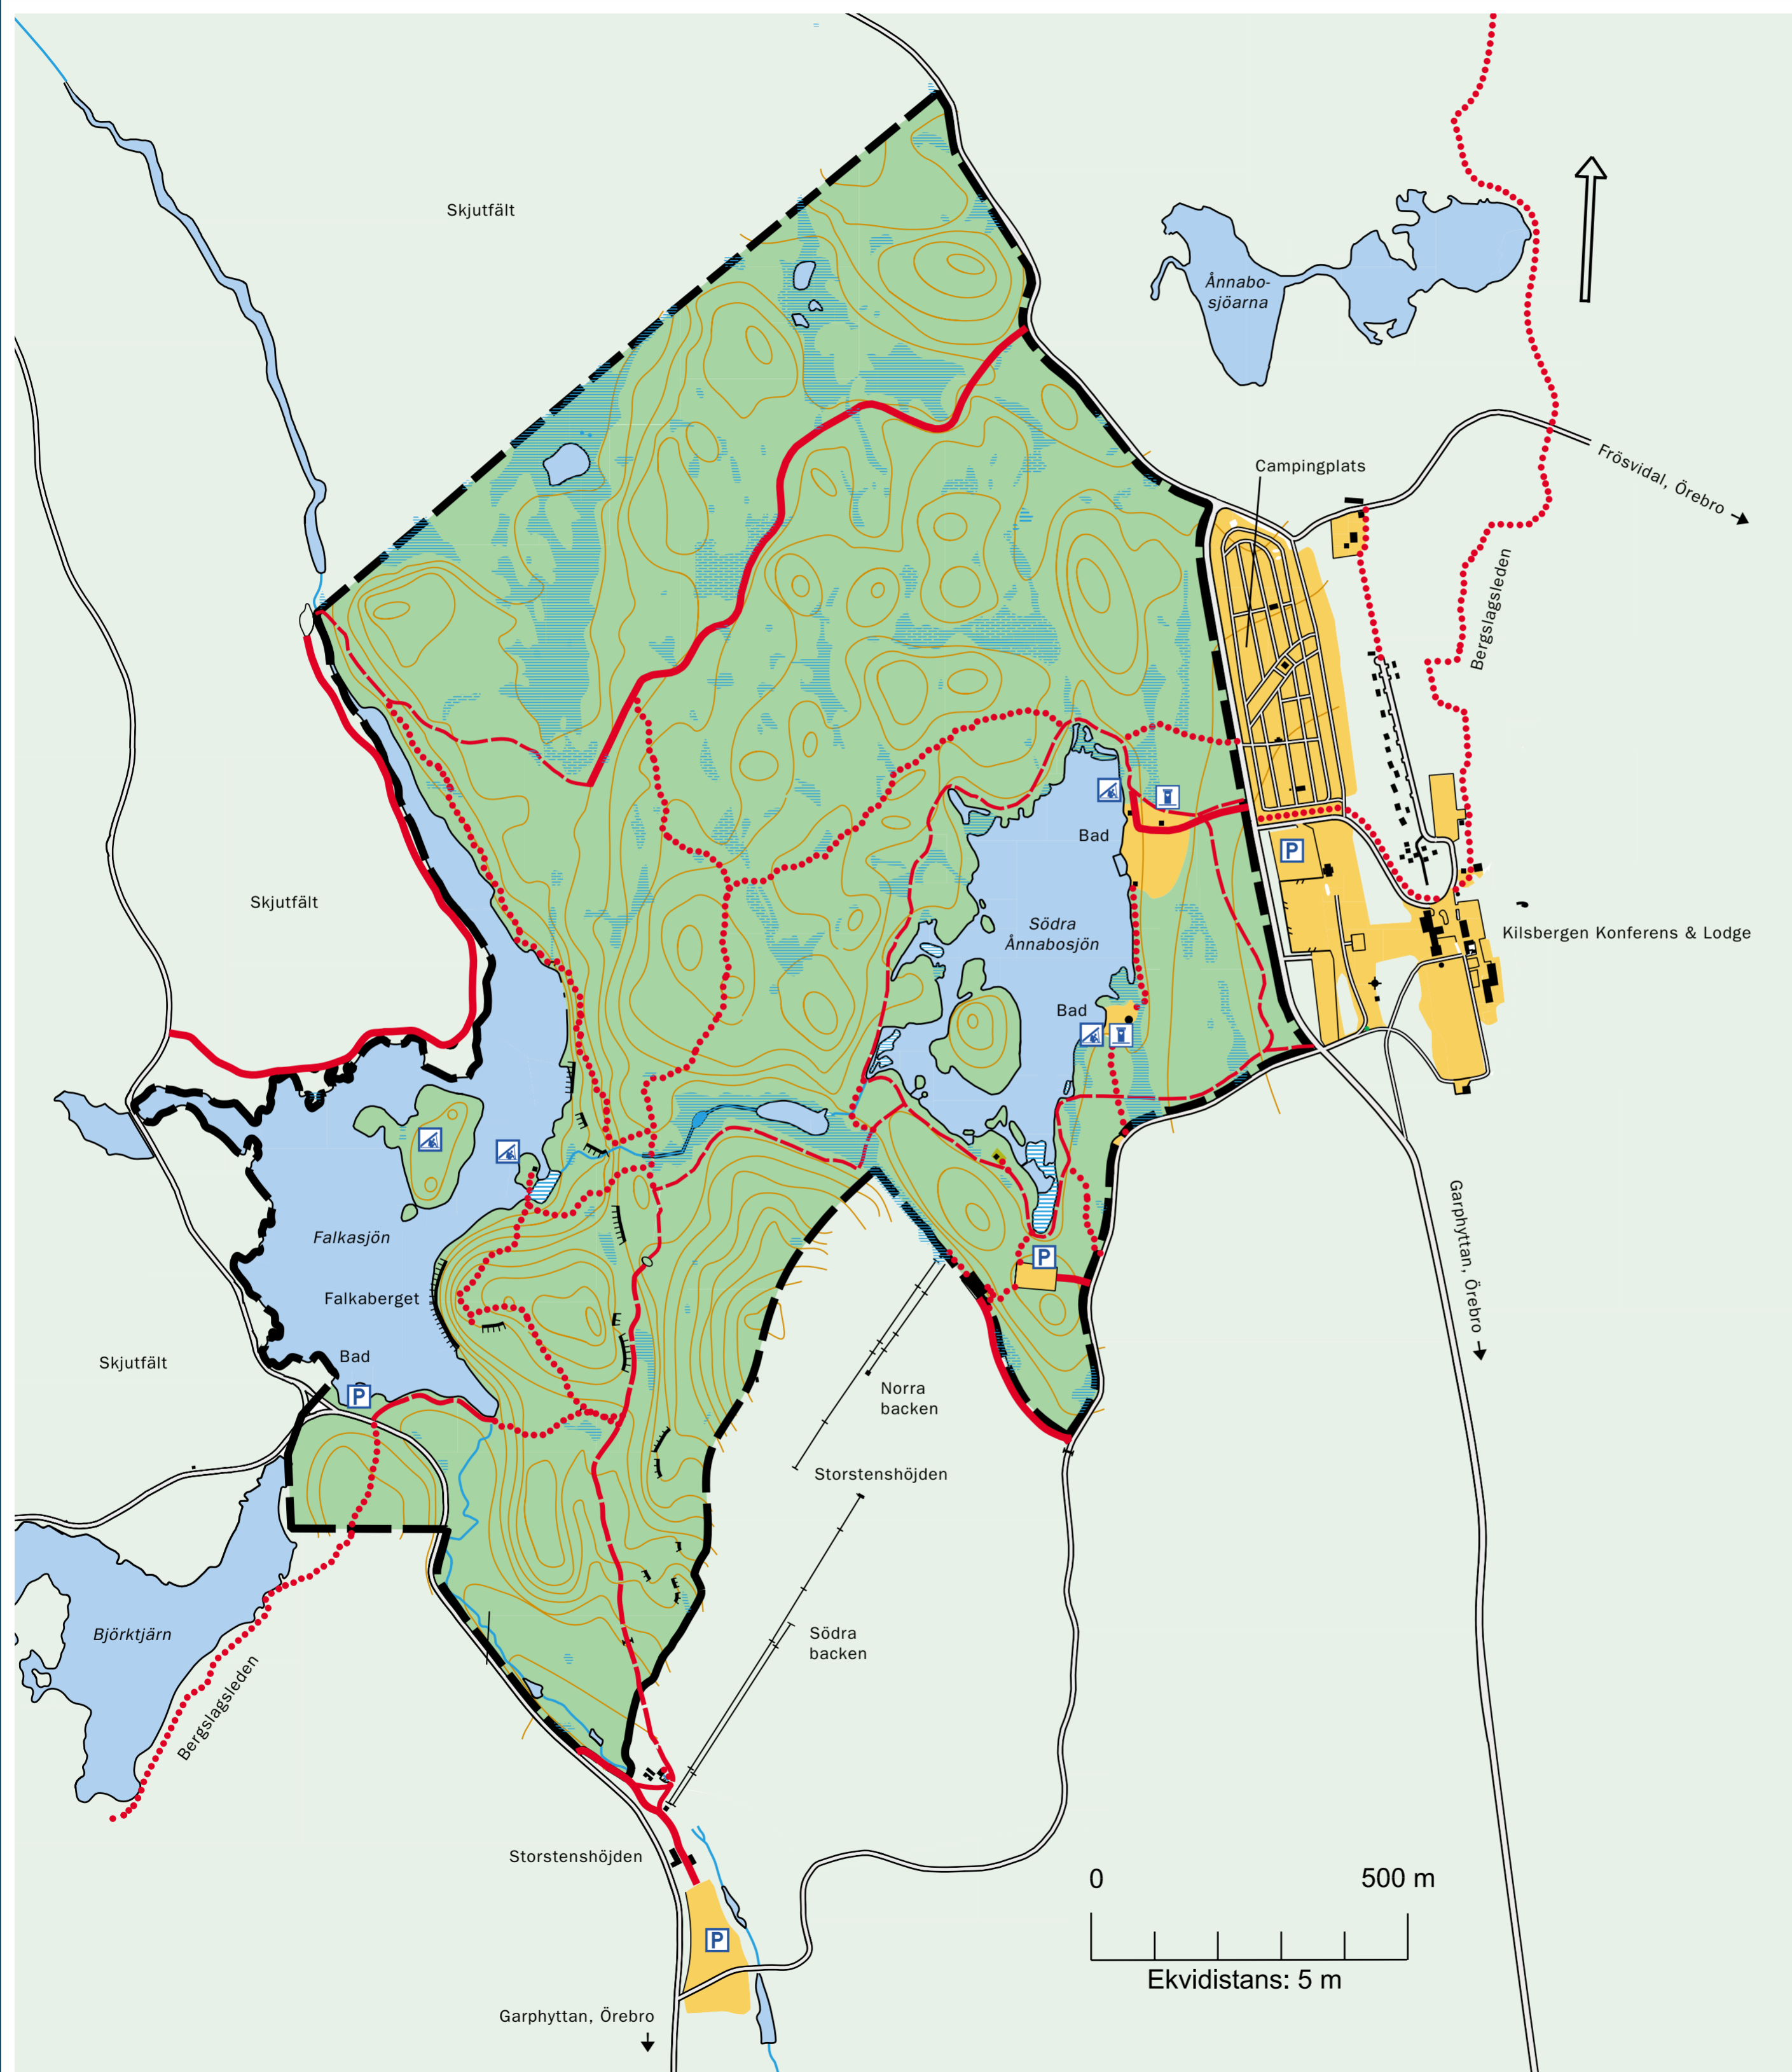 Skjutfält
Ånnabo-
sjöarna
Campingplats
Frösvidal, Örebro
Bergslagsleden
P
Bad
Skjutfält
Södra
Ånnabosjön
Kilsbergen Konferens & Lodge
Bad
Falkasjön
P
Garphyttan, Örebro
Falkaberget
E
Bad
Skjutfält
P
Norra
backen
Storstenshöjden
Björktjärn
Södra
backen
Bergslagsleden
Storstenshöjden
0
500 m
P
Ekvidistans: 5 m
Garphyttan, Örebro